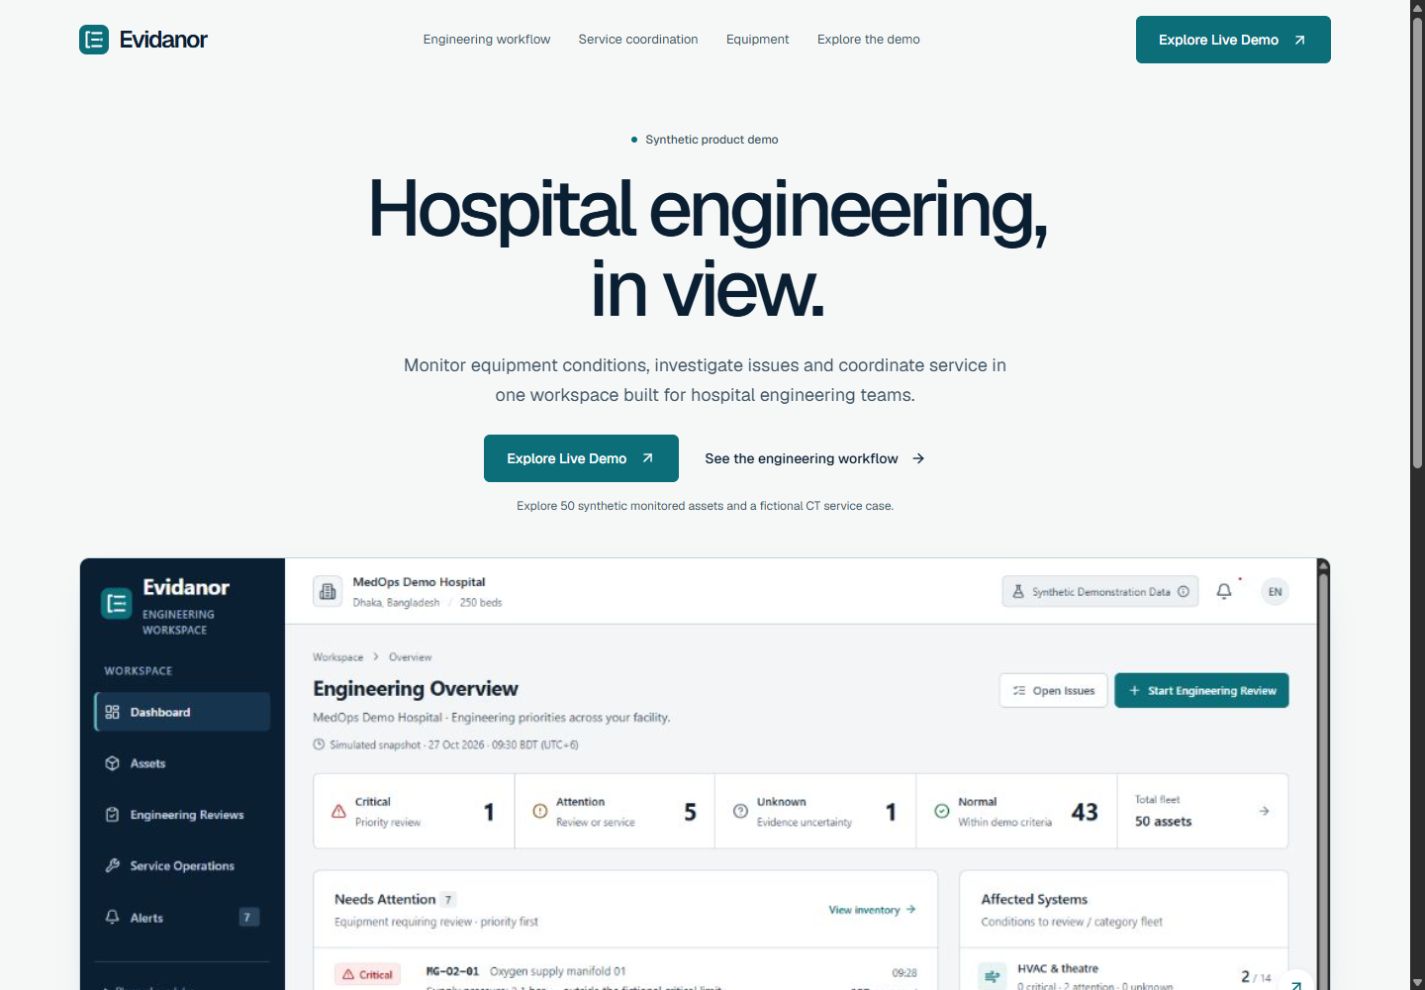 Evidanor
Engineering workflow
Service coordination
Equipment
Explore the demo
Explore Live Demo
Synthetic product demo
Hospital engineering,
in view.
Monitor equipment conditions, investigate issues and coordinate service in
one workspace built for hospital engineering teams.
Explore Live Demo
See the engineering workflow
Explore 50 synthetic monitored assets and a fictional CT service case.
Evidanor
ENGINEERING
WORKSPACE
WORKSPACE
Dashboard
Assets
Engineering Reviews
Service Operations
Alerts 7
MedOps Demo Hospital
Dhaka, Bangladesh / 250 beds
Synthetic Demonstration Data
EN
Workspace > Overview
Engineering Overview
MedOps Demo Hospital · Engineering priorities across your facility.
Simulated snapshot · 27 Oct 2026 · 09:30 BDT (UTC+6)
Open Issues
+ Start Engineering Review
Critical
Priority review
1
Attention
Review or service
5
Unknown
Evidence uncertainty
1
Normal
Within demo criteria
43
Total fleet
50 assets
Needs Attention 7
Equipment requiring review · priority first
View inventory
Critical
MG-02-01 Oxygen supply manifold 01
09:28
Affected Systems
Conditions to review / category fleet
HVAC & theatre
0 critical · 2 attention · 0 unknown
2 / 14